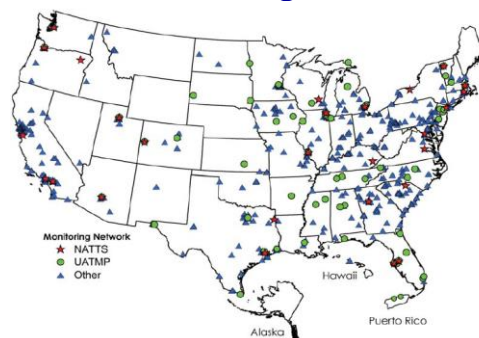 Monitoring Network
NATTS
UATMP
Other
Hawaii
Alaska
Puerto Rico